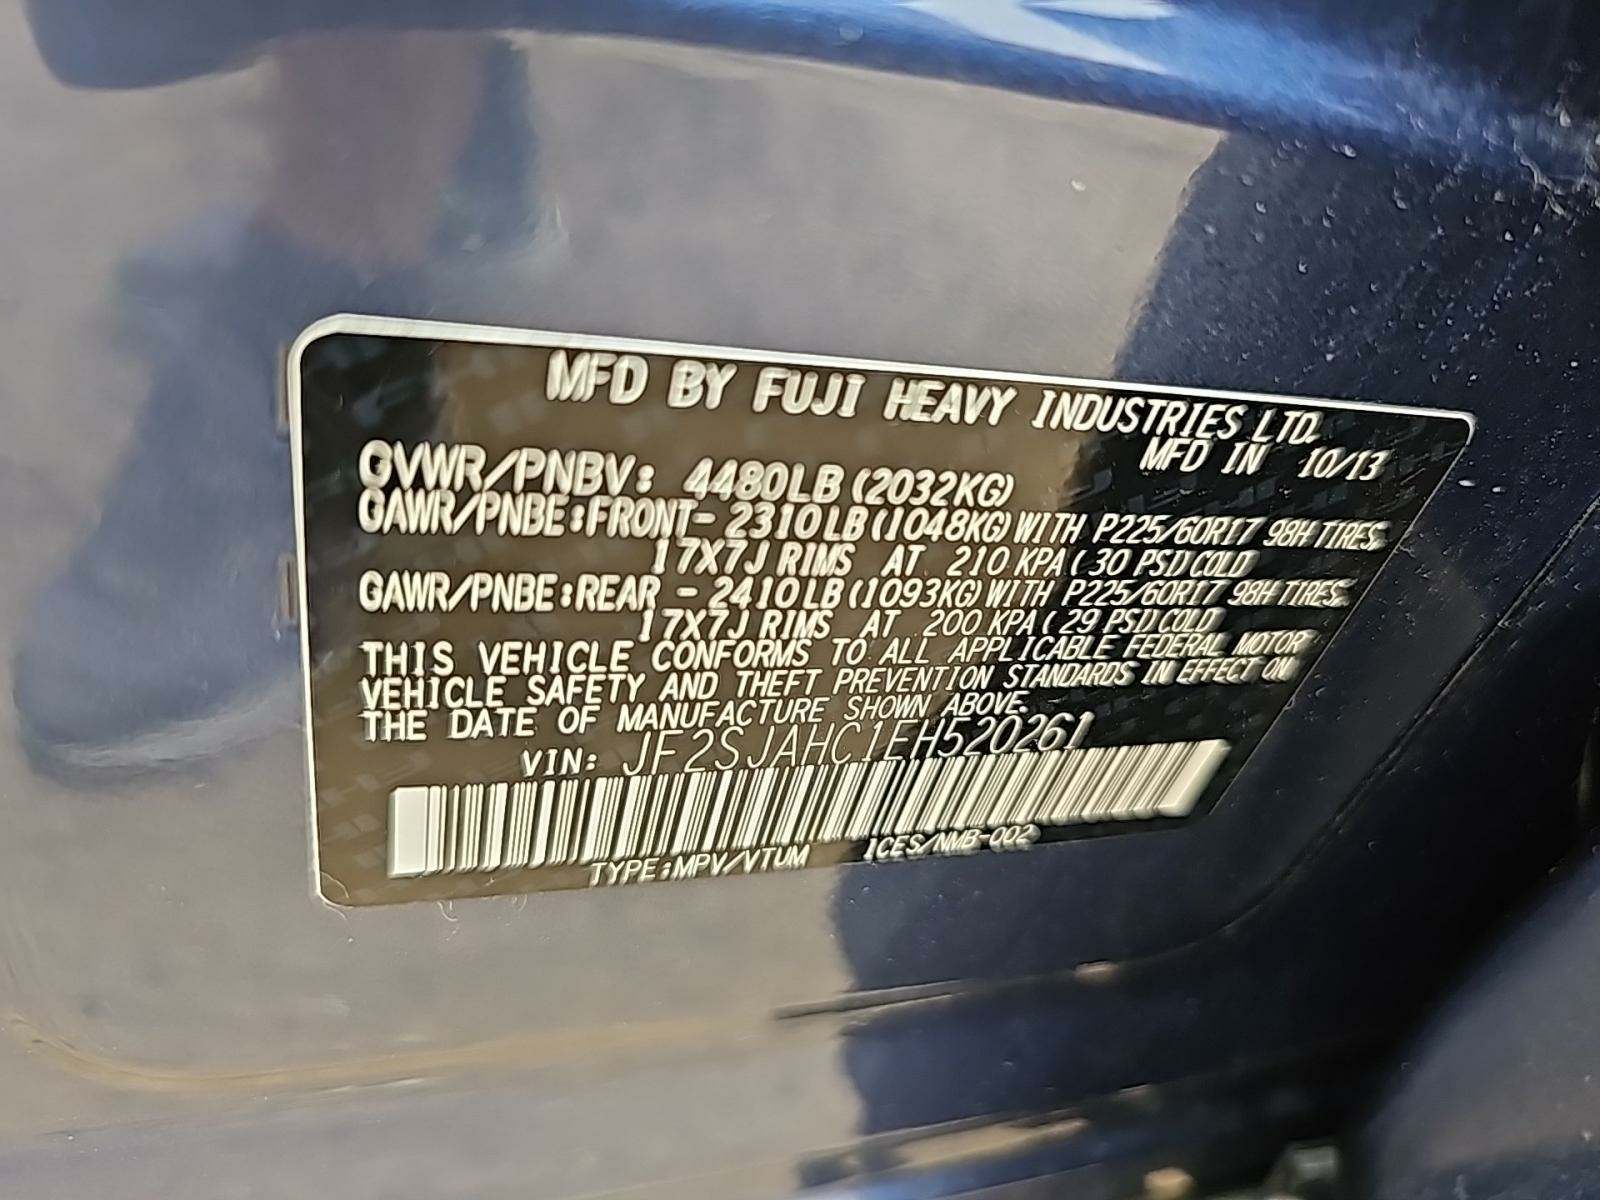 MFD BY FUJI HEAVY INDUSTRIES LTD.
MFD IN 10/13
GVWR/PNBV: 4480LB (2032KG)
GAWR/PNBE:FRONT- 2310LB(1048KG)WITH P225/60R17 98H TIRES,
17X7J RIMS AT 210 KPA( 30 PSI)COLD
GAWR/PNBE:REAR - 2410LB(1093KG)WITH P225/60R17 98H TIRES,
17X7J RIMS AT 200 KPA( 29 PSI)COLD
THIS VEHICLE CONFORMS TO ALL APPLICABLE FEDERAL MOTOR
VEHICLE SAFETY AND THEFT PREVENTION STANDARDS IN EFFECT ON
THE DATE OF MANUFACTURE SHOWN ABOVE.
VIN: JF2SJAHC1EH520261
TYPE:MPV/VTUM ICES/NMB-002